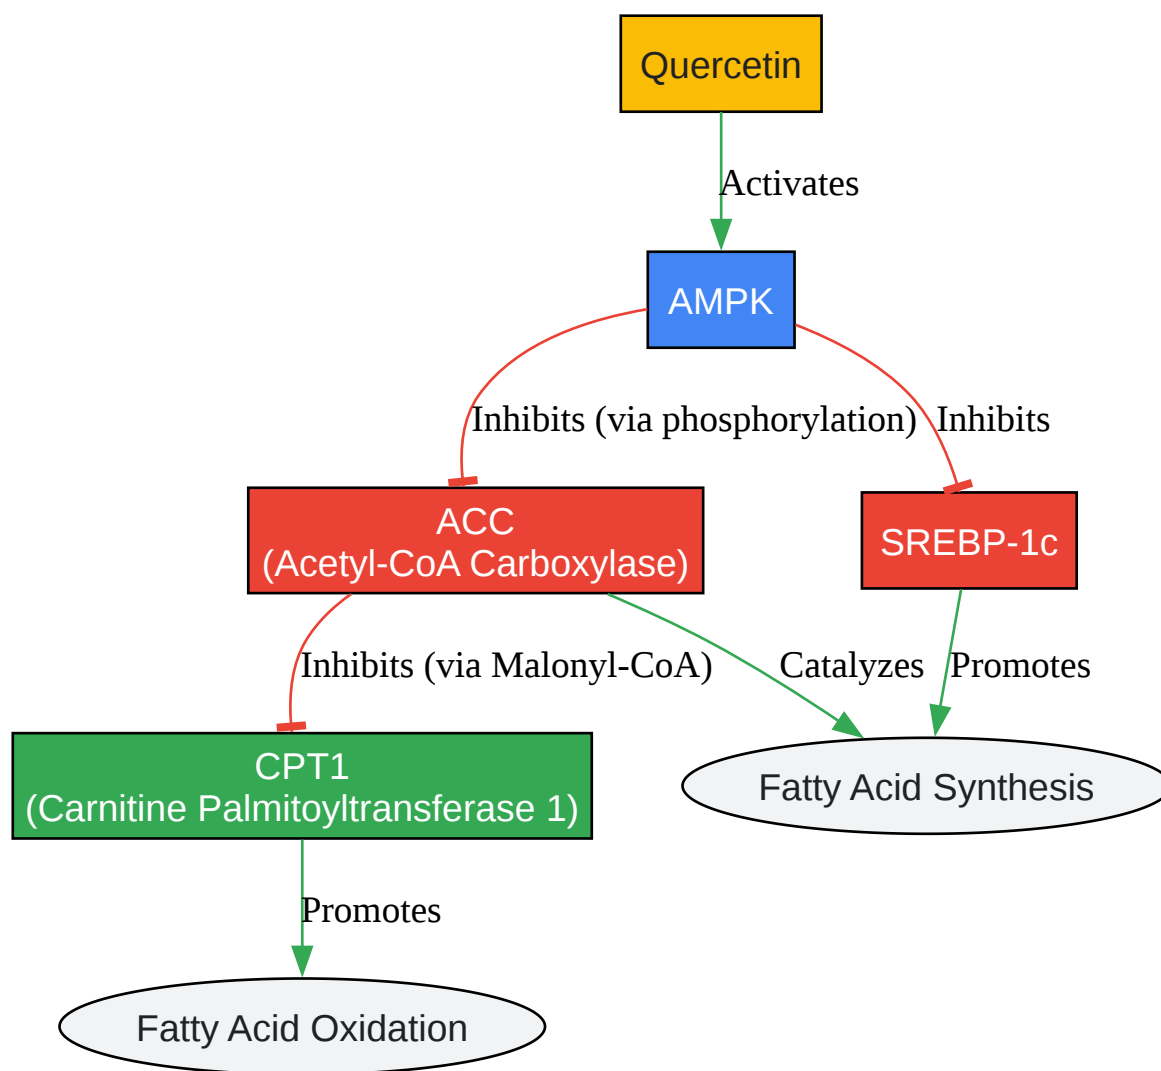 Quercetin
Activates
AMPK
Inhibits (via phosphorylation)
Inhibits
ACC
(Acetyl-CoA Carboxylase)
SREBP-1c
Inhibits (via Malonyl-CoA)
Catalyzes
Promotes
CPT1
(Carnitine Palmitoyltransferase 1)
Fatty Acid Synthesis
Promotes
Fatty Acid Oxidation